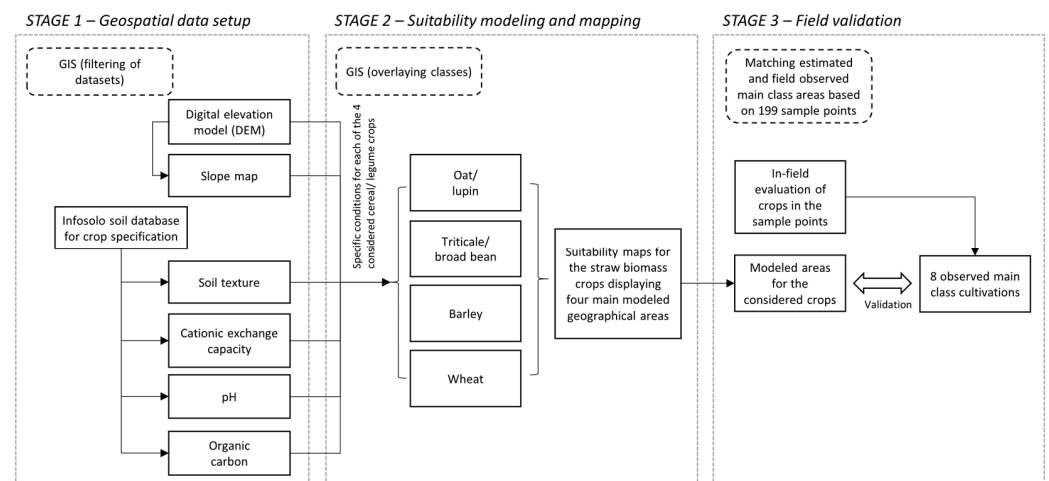 STAGE 1 – Geospatial data setup
GIS (filtering of
datasets)
Digital elevation
model (DEM)
Slope map
Infosolo soil database
for crop specification
Soil texture
Cationic exchange
capacity
pH
Organic
carbon
STAGE 2 – Suitability modeling and mapping
GIS (overlaying classes)
Specific conditions for each of the 4
considered cereal/ legume crops
Oat/
lupin
Triticale/
broad bean
Barley
Wheat
Suitability maps for
the straw biomass
crops displaying
four main modeled
geographical areas
STAGE 3 – Field validation
Matching estimated
and field observed
main class areas based
on 199 sample points
In-field
evaluation of
crops in the
sample points
Modeled areas
for the
considered crops
Validation
8 observed main
class cultivations